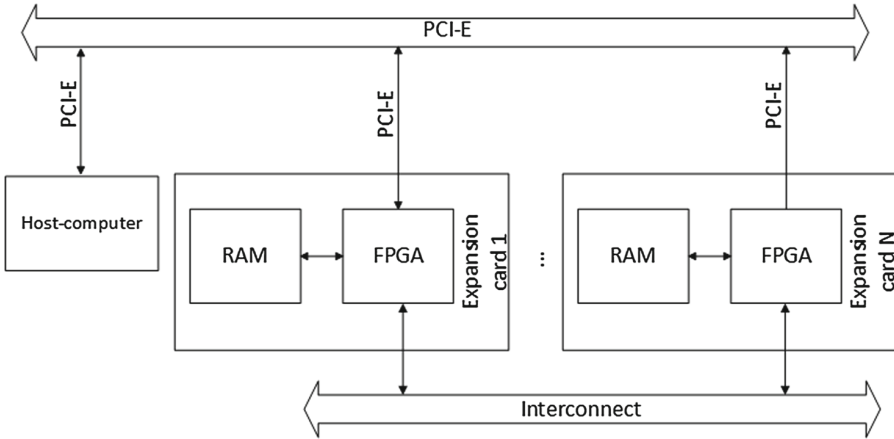 PCI-E
PCI-E
PCI-E
PCI-E
Host-computer
RAM
FPGA
Expansion
card 1
...
RAM
FPGA
Expansion
card N
Interconnect